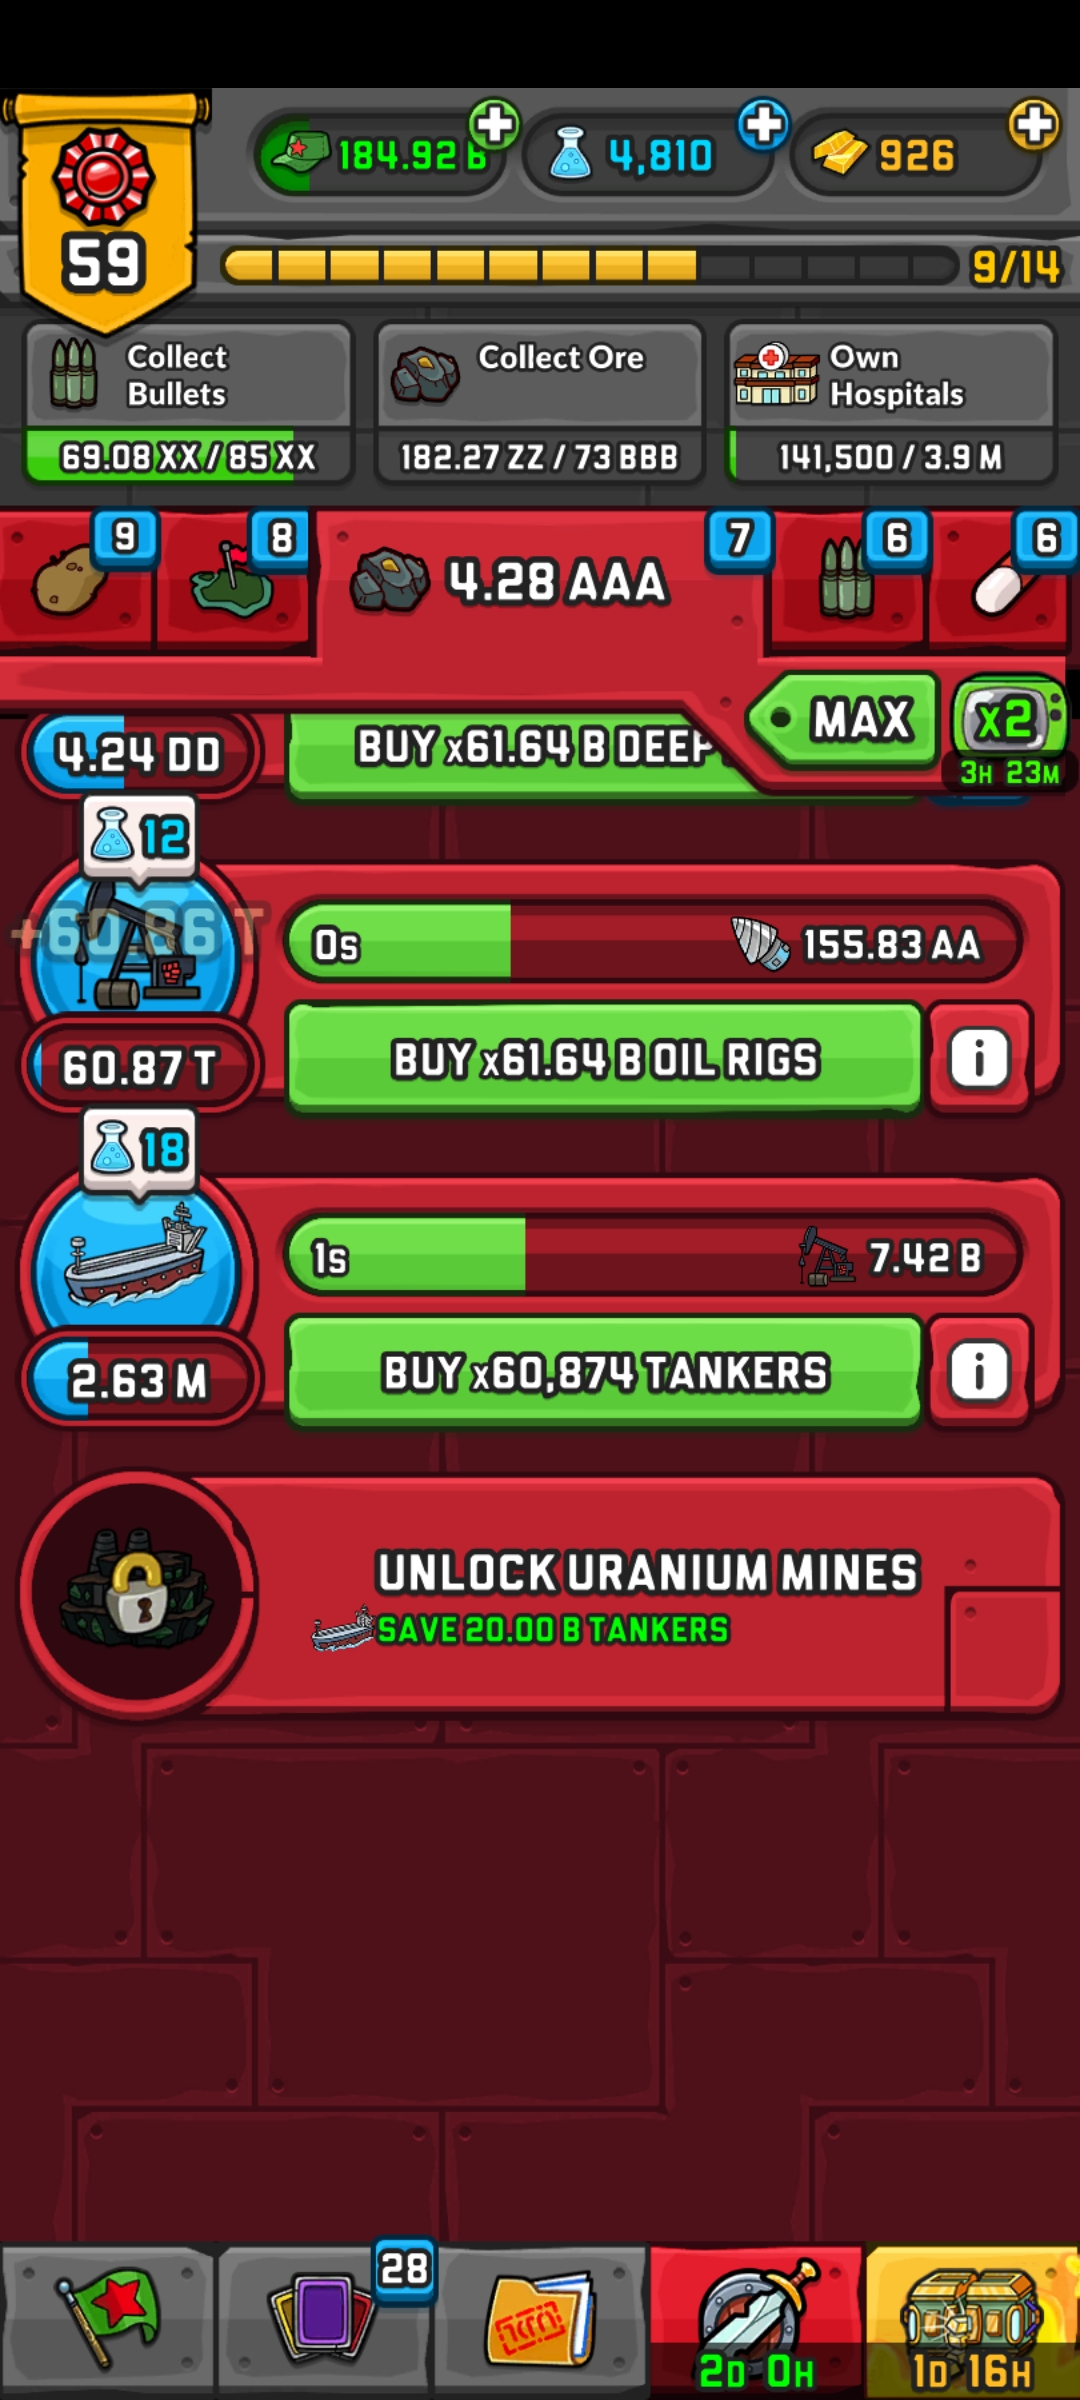 184.92 B
4,810
926
59
9/14
Collect
Bullets
Collect Ore
Own
Hospitals
69.08 XX / 85 XX
182.27 ZZ / 73 BBB
141,500 / 3.9 M
9
8
4.28 AAA
7
6
6
MAX
x2
3H 23M
4.24 DD
BUY x61.64 B DEEP
12
+60.86 T
0s
155.83 AA
60.87 T
BUY x61.64 B OIL RIGS
i
18
1s
7.42 B
2.63 M
BUY x60,874 TANKERS
i
UNLOCK URANIUM MINES
SAVE 20.00 B TANKERS
28
2D 0H
1D 16H